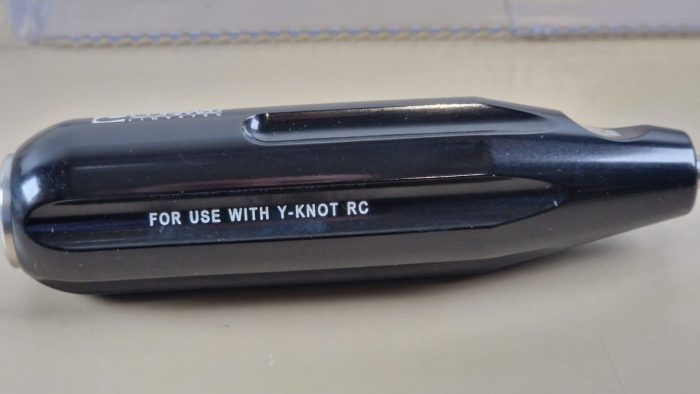 FOR USE WITH Y-KNOT RC